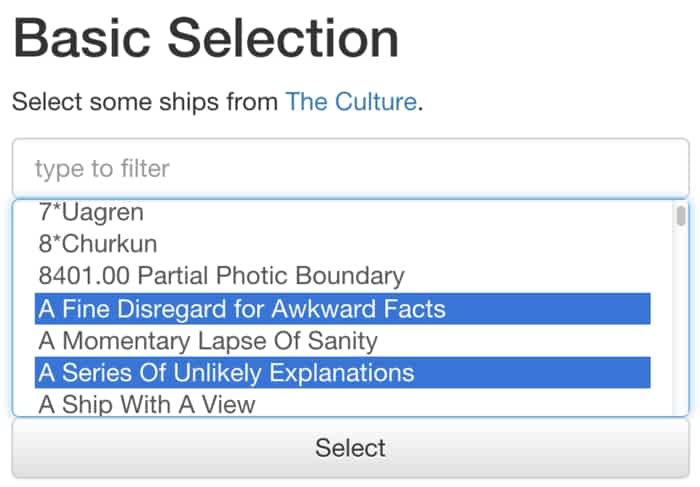 Basic Selection
Select some ships from The Culture.
type to filter
7*Uagren
8*Churkun
8401.00 Partial Photic Boundary
A Fine Disregard for Awkward Facts
A Momentary Lapse Of Sanity
A Series Of Unlikely Explanations
A Ship With A View
Select